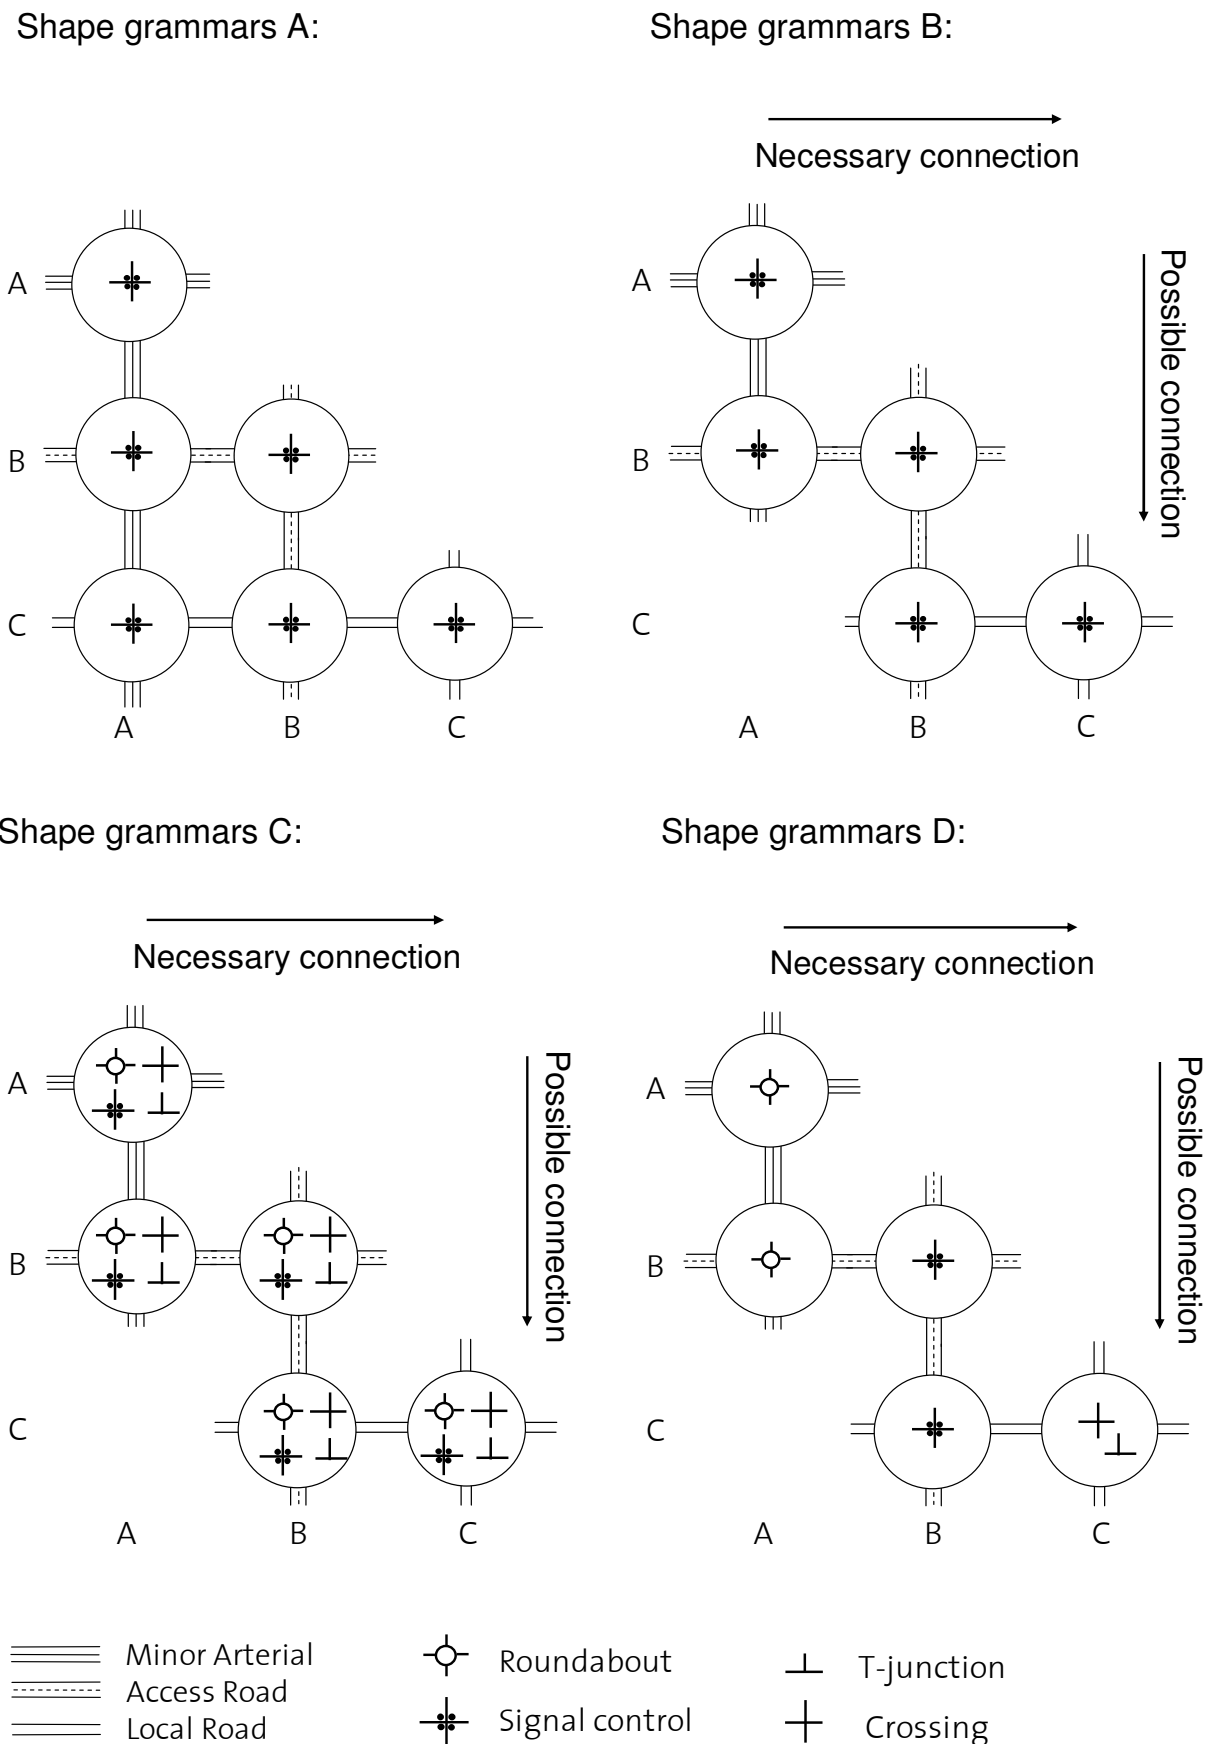 Shape grammars A:
Shape grammars B:
Necessary connection
Possible connection
A
B
C
A B C
A
B
C
A B C
Shape grammars C:
Shape grammars D:
Necessary connection
Possible connection
Necessary connection
Possible connection
A
B
C
A B C
A
B
C
A B C
Minor Arterial
Access Road
Local Road
Roundabout
Signal control
T-junction
Crossing